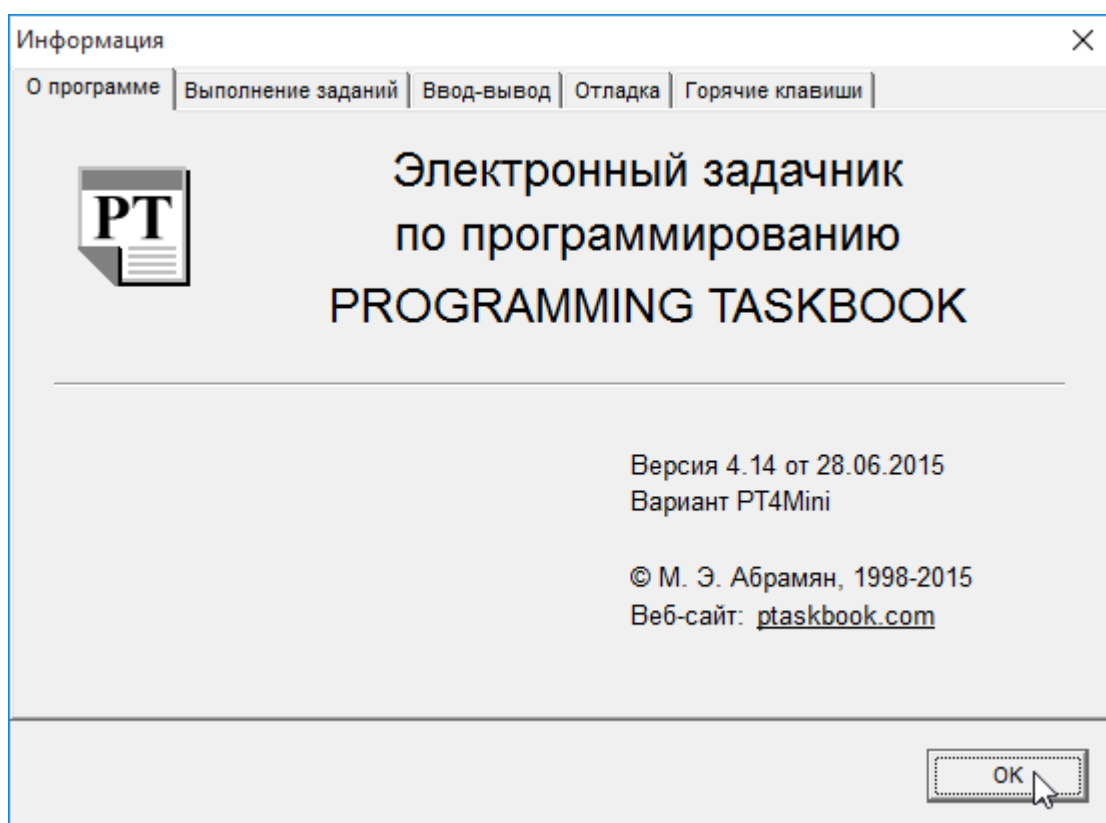 Информация
О программе Выполнение заданий Ввод-вывод Отладка Горячие клавиши
PT
Электронный задачник
по программированию
PROGRAMMING TASKBOOK
Версия 4.14 от 28.06.2015
Вариант PT4Mini
© М. Э. Абрамян, 1998-2015
Веб-сайт: ptaskbook.com
OK